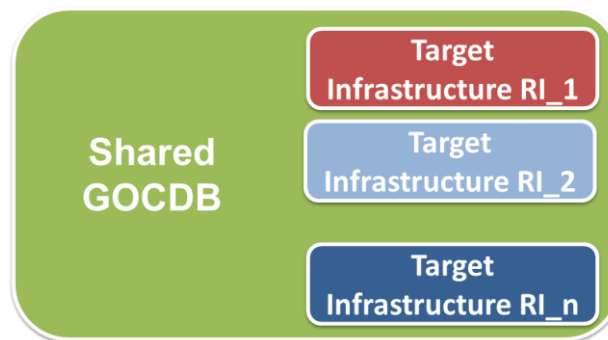 Shared
GOCDB
Target
Infrastructure RI_1
Target
Infrastructure RI_2
Target
Infrastructure RI_n